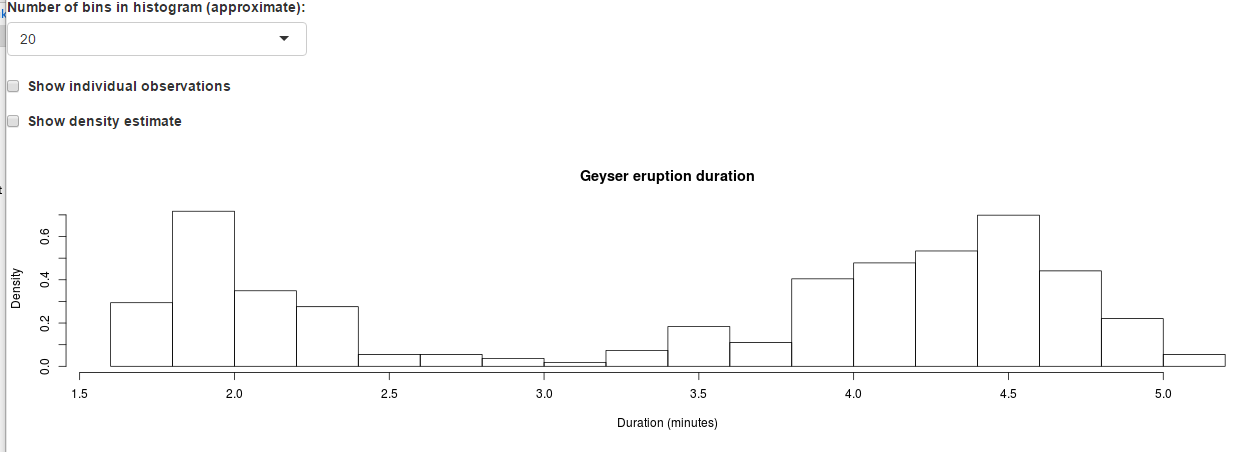 Number of bins in histogram (approximate):
20
Show individual observations
Show density estimate
Geyser eruption duration
Density
0.0 0.2 0.4 0.6
1.5 2.0 2.5 3.0 3.5 4.0 4.5 5.0
Duration (minutes)